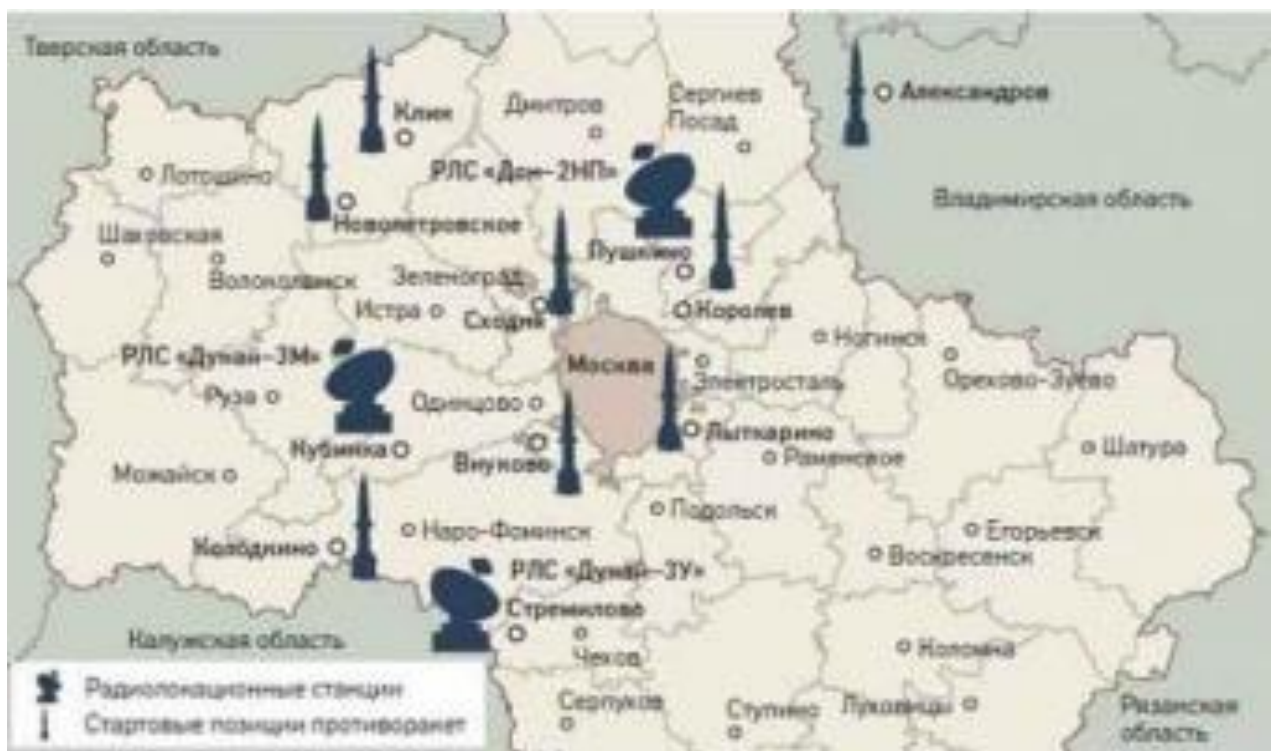 Тверская область
Клин
Дмитров
Сергиев
Посад
Александров
РЛС «Дон-2НП»
Лотошино
Новопетровское
Владимирская область
Шаховская
Волоколамск
Зеленоград
Пушкино
Истра
Сходня
Королев
Ногинск
РЛС «Дунай-3М»
Москва
Электросталь
Орехово-Зуево
Руза
Одинцово
Кубинка
Внуково
Лыткарино
Раменское
Шатура
Можайск
Наро-Фоминск
Подольск
Егорьевск
Колодкино
Воскресенск
РЛС «Дунай-3У»
Стремилово
Калужская область
Чехов
Коломна
Радиолокационные станции
Стартовые позиции противоракет
Серпухов
Ступино
Луховицы
Рязанская
область